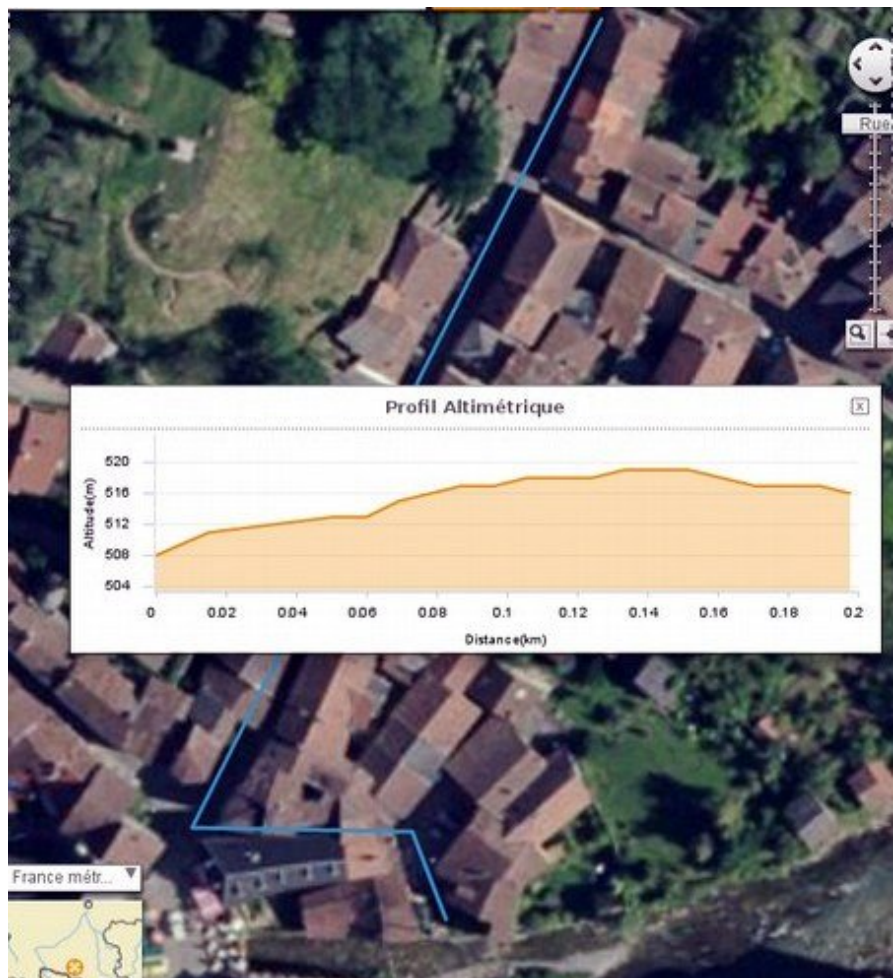 Rue
Profil Altimétrique
x
Altitude(m)
520
516
512
508
504
0 0.02 0.04 0.06 0.08 0.1 0.12 0.14 0.16 0.18 0.2
Distance(km)
France métr...